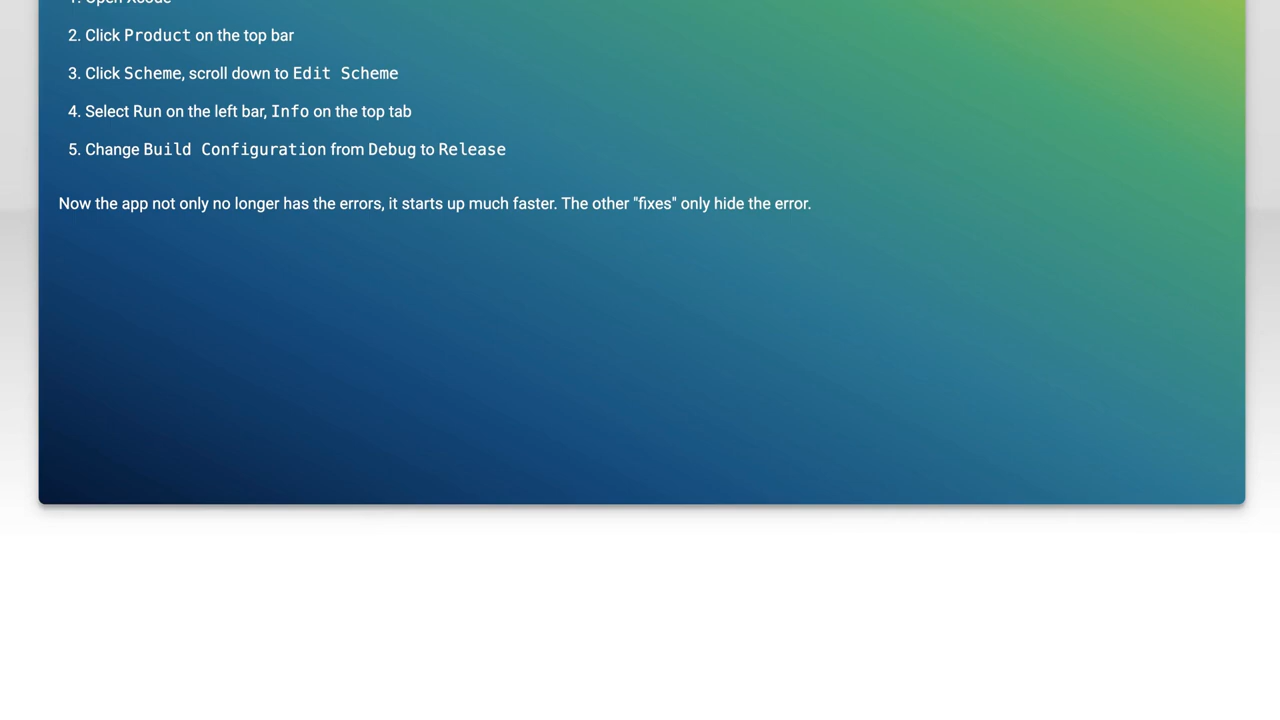 1. Open Xcode
2. Click Product on the top bar
3. Click Scheme, scroll down to Edit Scheme
4. Select Run on the left bar, Info on the top tab
5. Change Build Configuration from Debug to Release
Now the app not only no longer has the errors, it starts up much faster. The other "fixes" only hide the error.